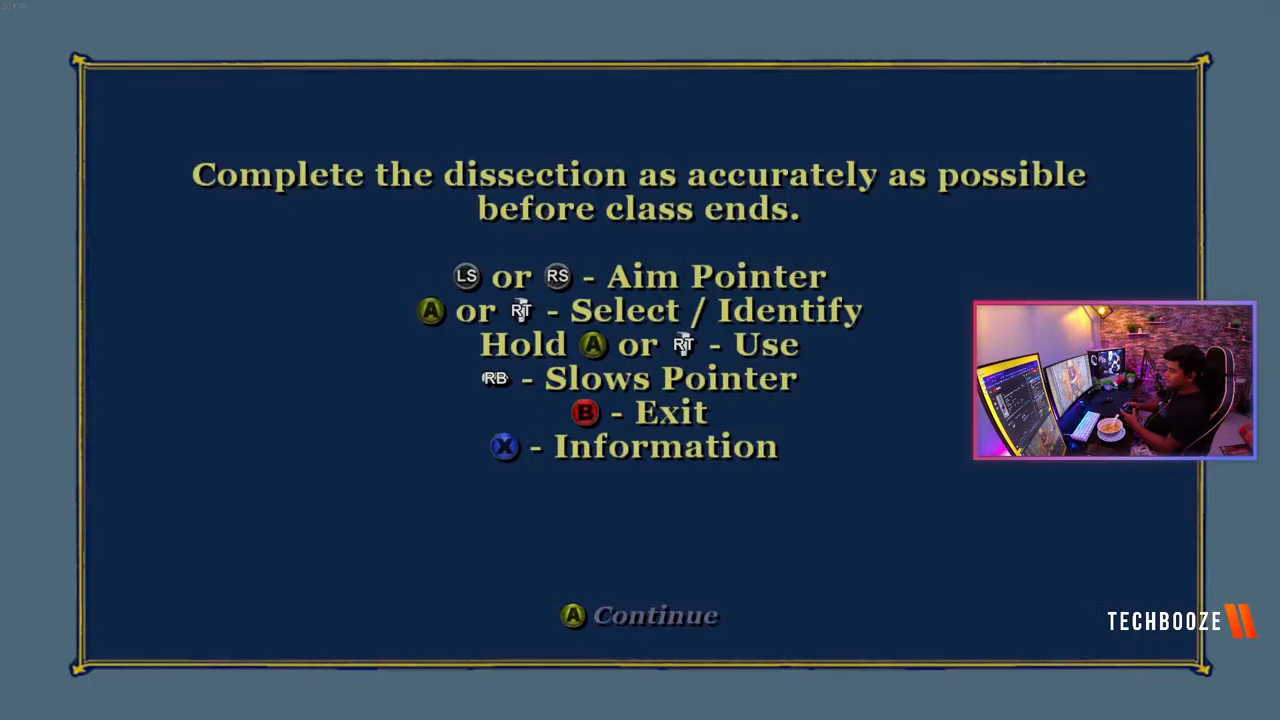 Complete the dissection as accurately as possible
before class ends.
LS or RS - Aim Pointer
A or RT - Select / Identify
Hold A or RT - Use
RB - Slows Pointer
B - Exit
X - Information
A Continue
TECHBOOZE